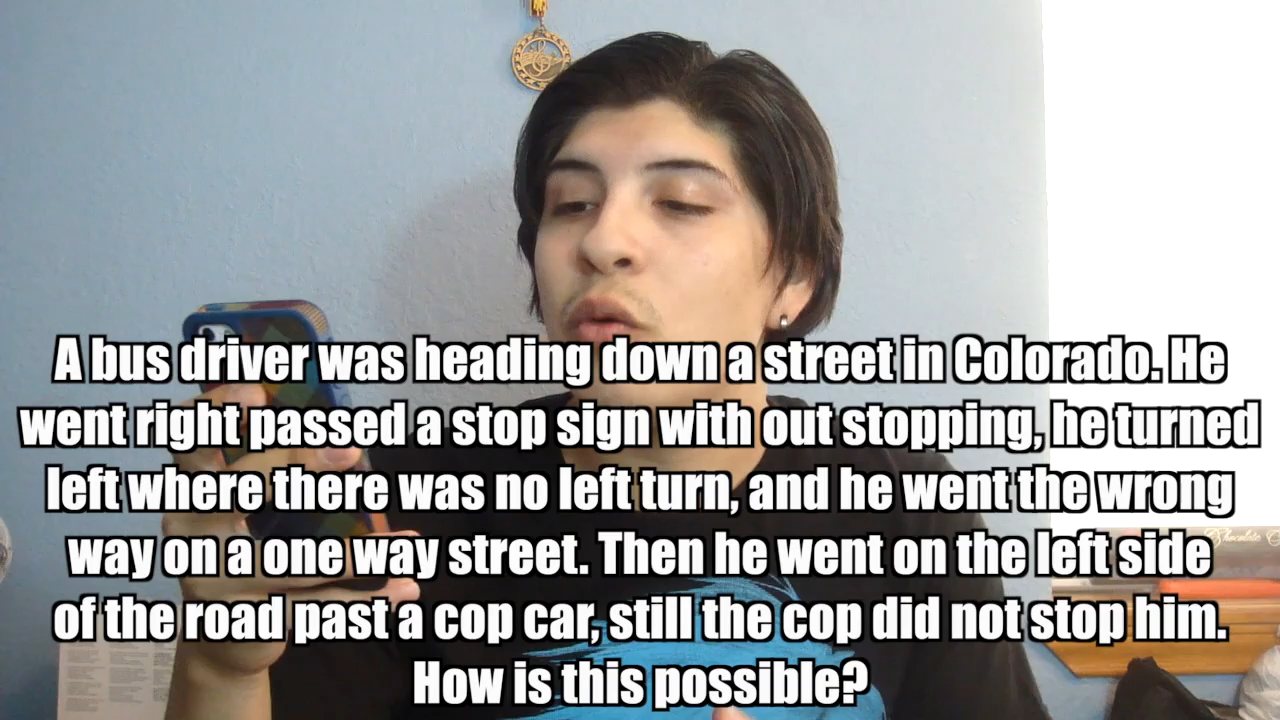 A bus driver was heading down a street in Colorado. He
went right passed a stop sign with out stopping, he turned
left where there was no left turn, and he went the wrong
way on a one way street. Then he went on the left side
of the road past a cop car, still the cop did not stop him.
How is this possible?
Chocolate